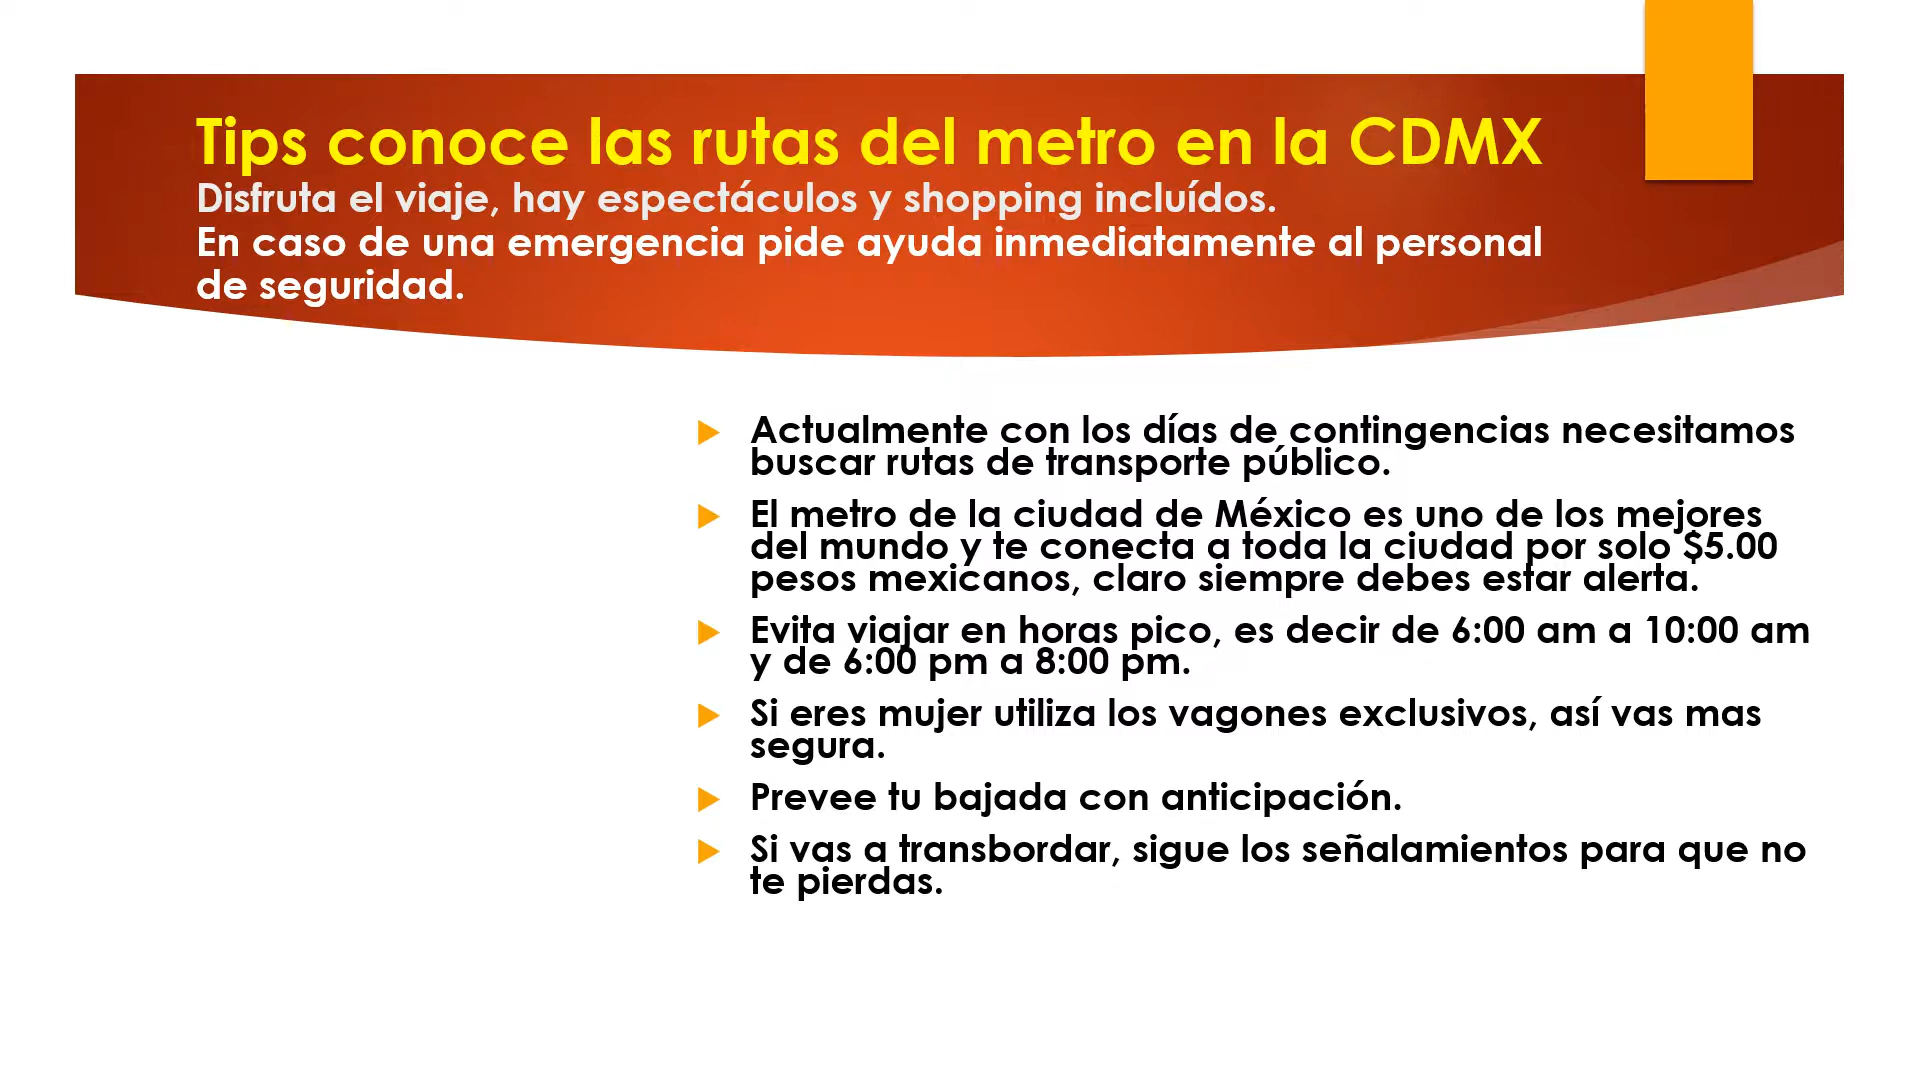 Tips conoce las rutas del metro en la CDMX
Disfruta el viaje, hay espectáculos y shopping incluídos.
En caso de una emergencia pide ayuda inmediatamente al personal
de seguridad.
Actualmente con los días de contingencias necesitamos
buscar rutas de transporte público.
El metro de la ciudad de México es uno de los mejores
del mundo y te conecta a toda la ciudad por solo $5.00
pesos mexicanos, claro siempre debes estar alerta.
Evita viajar en horas pico, es decir de 6:00 am a 10:00 am
y de 6:00 pm a 8:00 pm.
Si eres mujer utiliza los vagones exclusivos, así vas mas
segura.
Prevee tu bajada con anticipación.
Si vas a transbordar, sigue los señalamientos para que no
te pierdas.